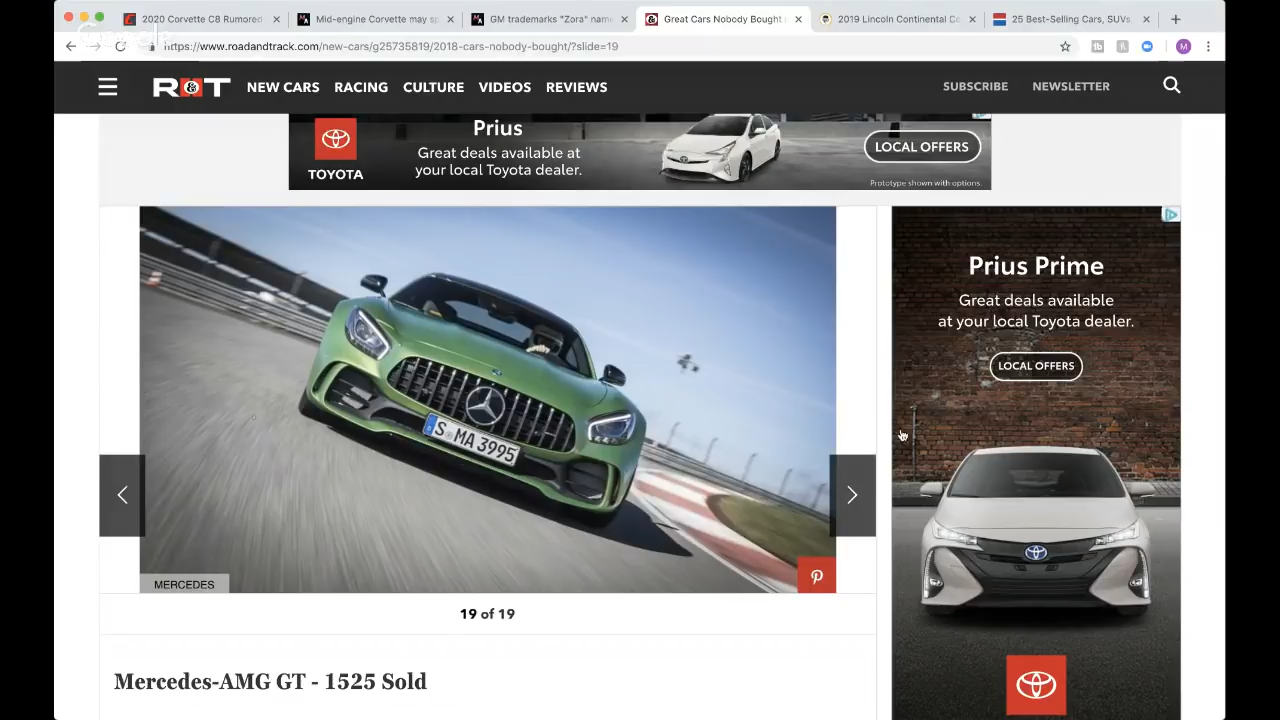 2020 Corvette C8 Rumored
Mid-engine Corvette may sp
GM trademarks "Zora" name
Great Cars Nobody Bought
2019 Lincoln Continental Co
25 Best-Selling Cars, SUVs,
https://www.roadandtrack.com/new-cars/g25735819/2018-cars-nobody-bought/?slide=19
R&T
NEW CARS
RACING
CULTURE
VIDEOS
REVIEWS
SUBSCRIBE
NEWSLETTER
TOYOTA
Prius
Great deals available at
your local Toyota dealer.
LOCAL OFFERS
Prototype shown with options.
S MA 3995
MERCEDES
19 of 19
Mercedes-AMG GT - 1525 Sold
Prius Prime
Great deals available
at your local Toyota dealer.
LOCAL OFFERS